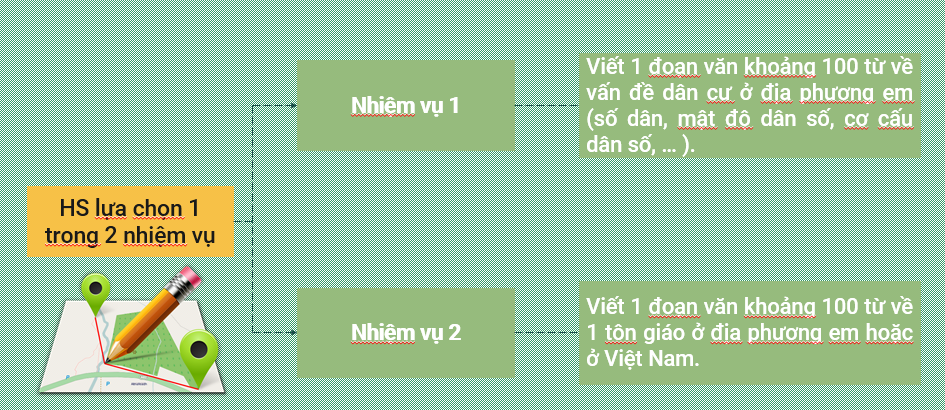 HS lựa chọn 1
trong 2 nhiệm vụ
Nhiệm vụ 1
Viết 1 đoạn văn khoảng 100 từ về
vấn đề dân cư ở địa phương em
(số dân, mật độ dân số, cơ cấu
dân số, ... ).
Nhiệm vụ 2
Viết 1 đoạn văn khoảng 100 từ về
1 tôn giáo ở địa phương em hoặc
ở Việt Nam.